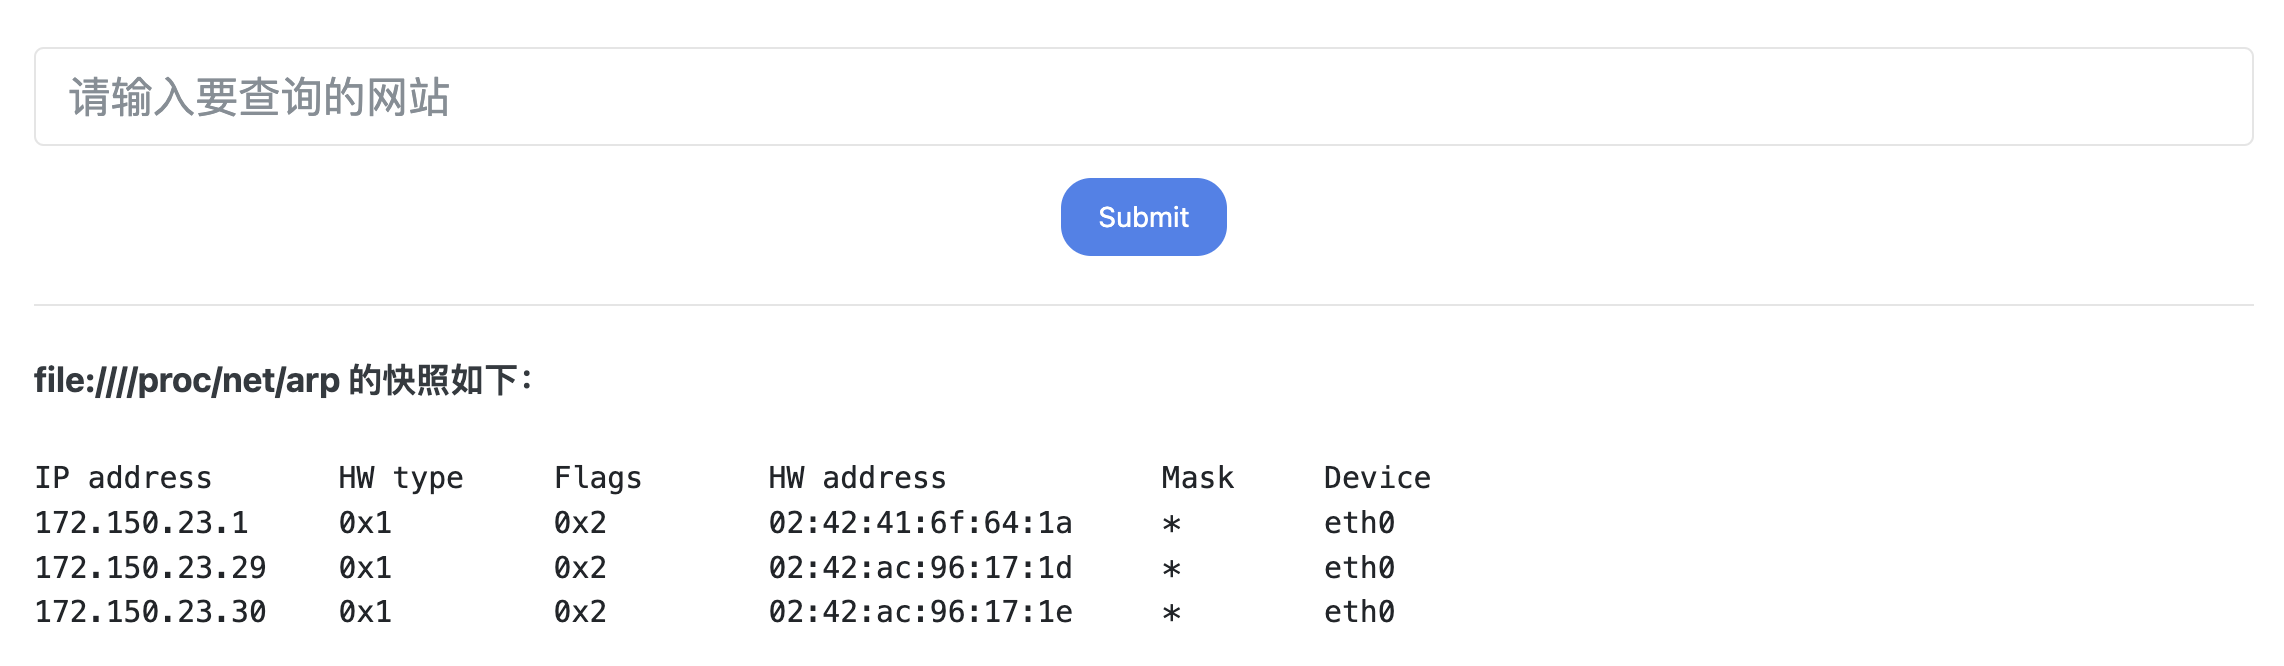 请输入要查询的网站
Submit
file:////proc/net/arp 的快照如下：
IP address HW type Flags HW address Mask Device
172.150.23.1 0x1 0x2 02:42:41:6f:64:1a * eth0
172.150.23.29 0x1 0x2 02:42:ac:96:17:1d * eth0
172.150.23.30 0x1 0x2 02:42:ac:96:17:1e * eth0